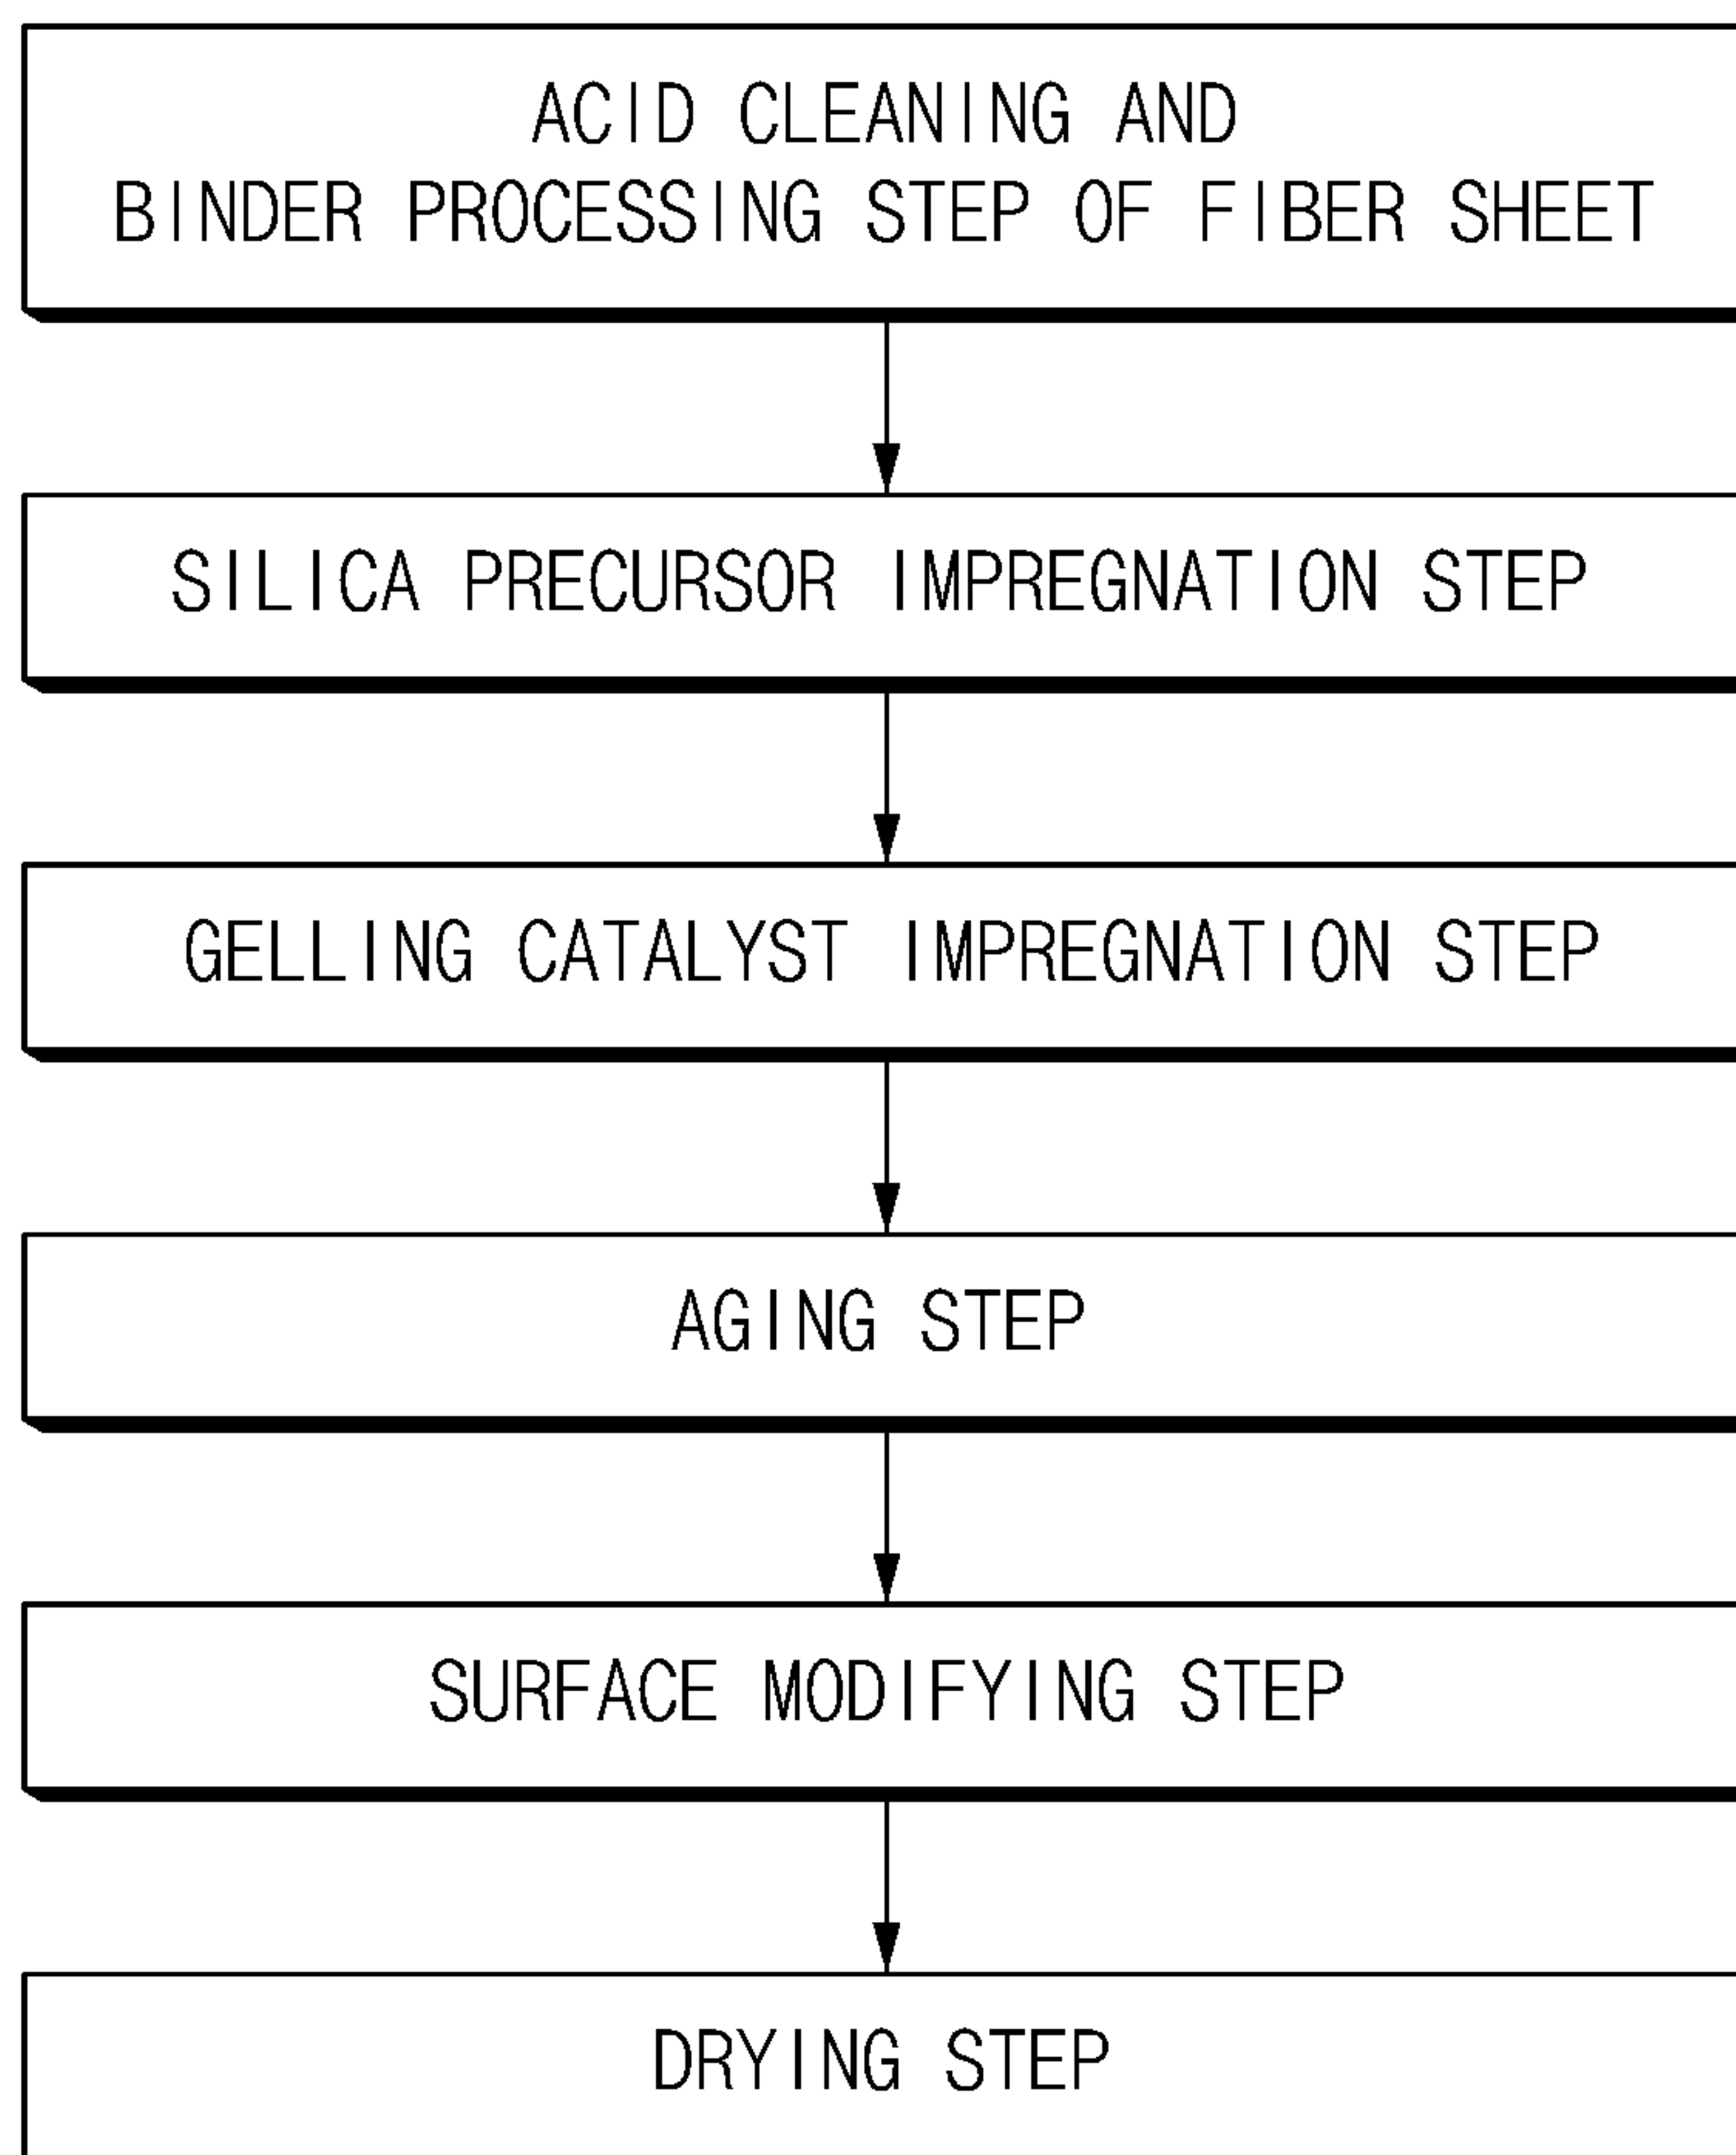 ACID CLEANING AND
BINDER PROCESSING STEP OF FIBER SHEET
SILICA PRECURSOR IMPREGNATION STEP
GELLING CATALYST IMPREGNATION STEP
AGING STEP
SURFACE MODIFYING STEP
DRYING STEP